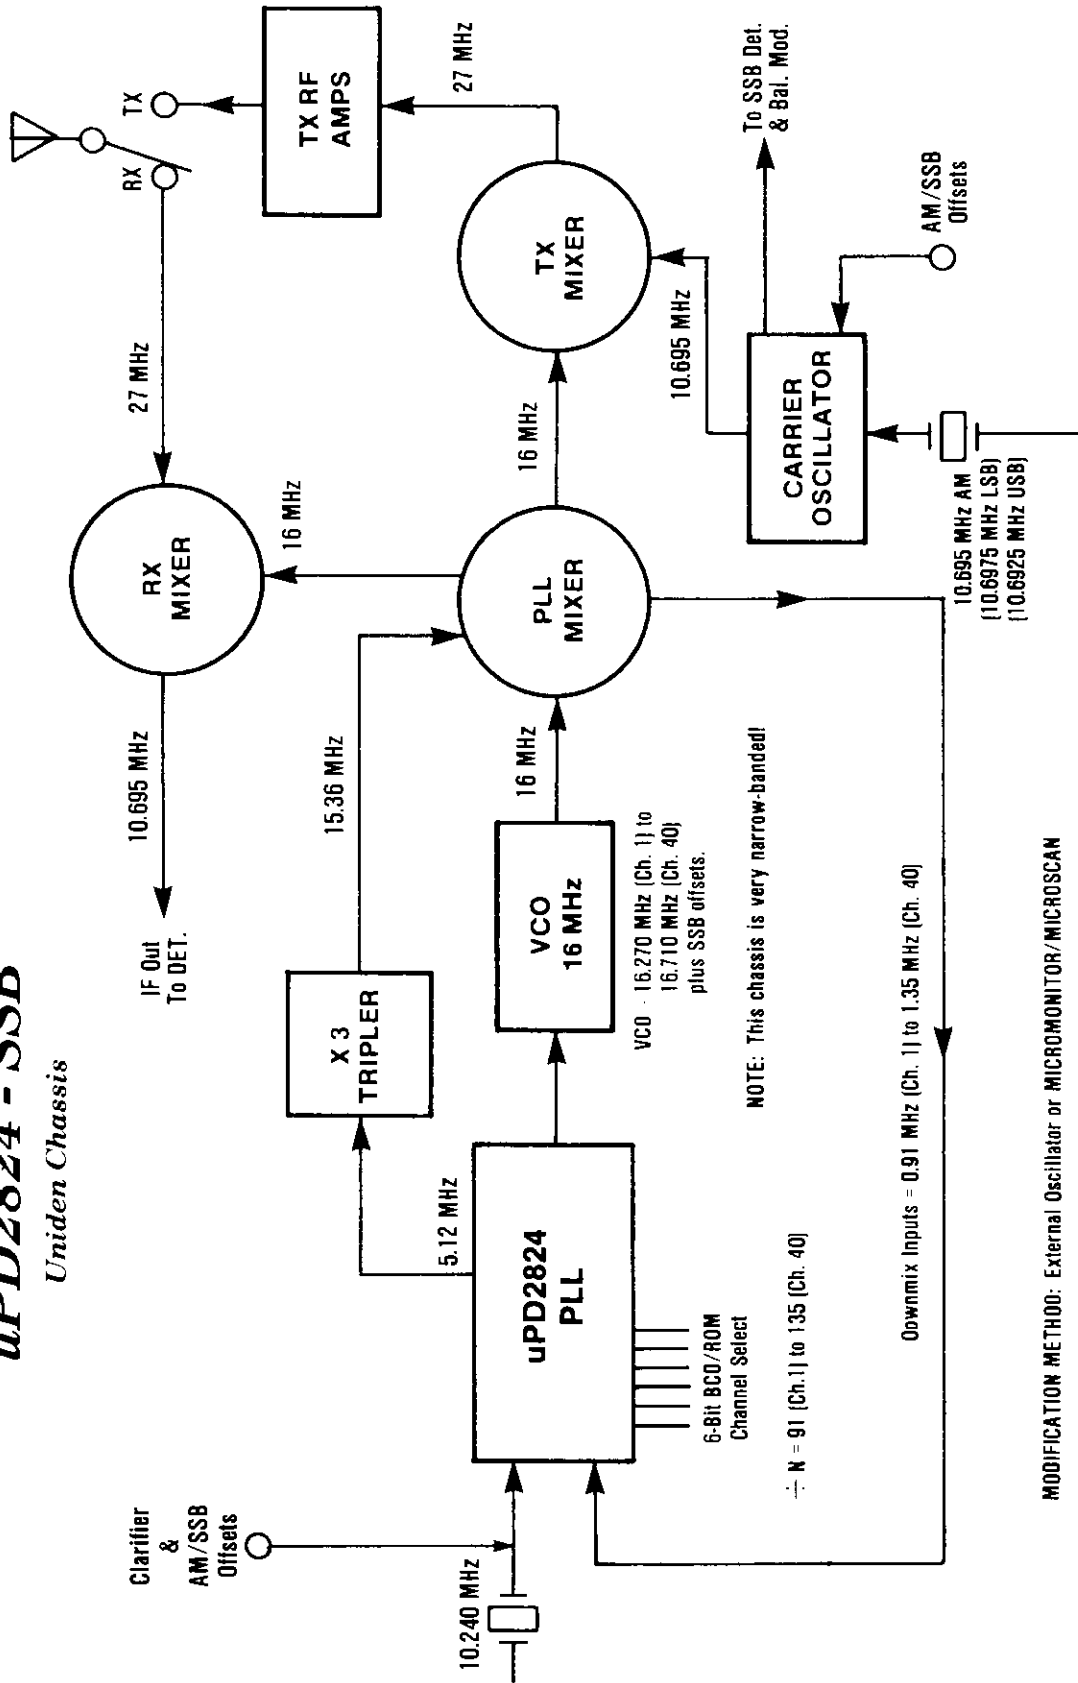 uPD2824 - SSB
Uniden Chassis
RX
TX
TX RF
AMPS
27 MHz
27 MHz
RX
MIXER
10.695 MHz
IF Out
To DET.
16 MHz
TX
MIXER
To SSB Det.
& Bal. Mod.
10.695 MHz
AM/SSB
Offsets
CARRIER
OSCILLATOR
10.695 MHz AM
(10.6975 MHz LSB)
(10.6925 MHz USB)
16 MHz
PLL
MIXER
15.36 MHz
16 MHz
X 3
TRIPLER
VCO
16 MHz
VCO - 16.270 MHz (Ch. 1) to
16.710 MHz (Ch. 40)
plus SSB offsets.
NOTE: This chassis is very narrow-banded!
5.12 MHz
uPD2824
PLL
Clarifier
&
AM/SSB
Offsets
10.240 MHz
6-Bit BCD/ROM
Channel Select
÷ N = 91 (Ch.1) to 135 (Ch. 40)
Downmix Inputs = 0.91 MHz (Ch. 1) to 1.35 MHz (Ch. 40)
MODIFICATION METHOD: External Oscillator or MICROMONITOR/MICROSCAN